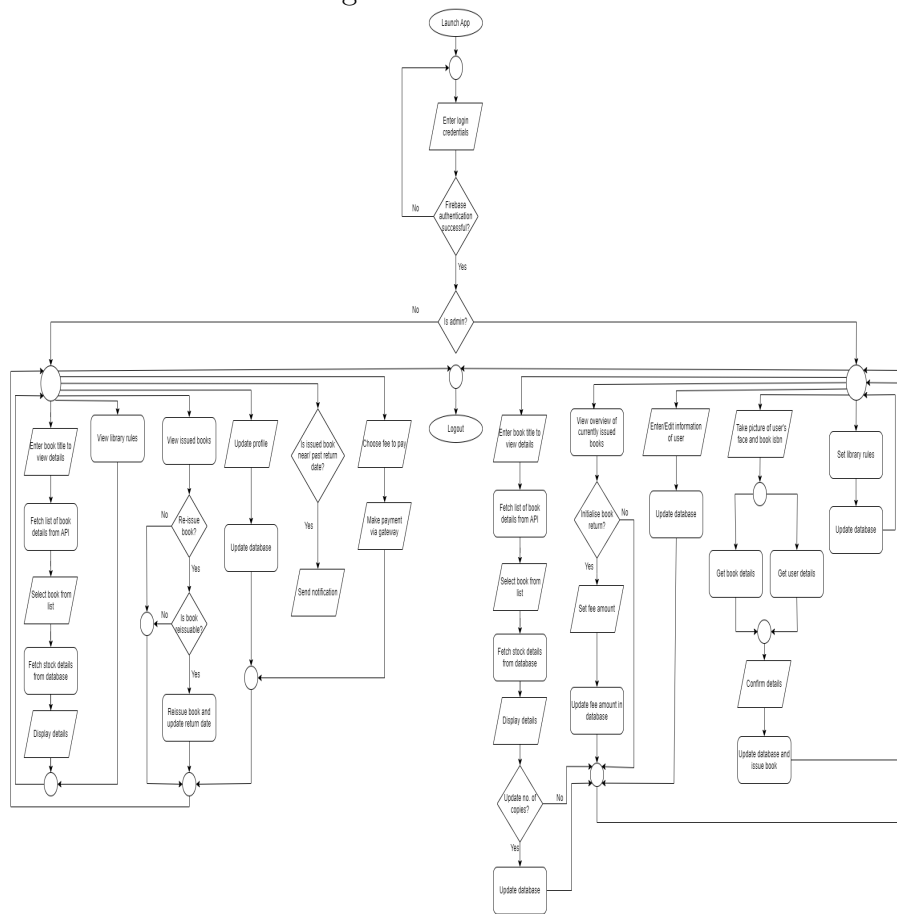 Launch App
Enter login
credentials
Firebase
authentication
successful?
No
Yes
Is admin?
No
Logout
Enter book title to
view details
View library rules
View issued books
Update profile
Is issued book
near/ past return
date?
Choose fee to pay
Fetch list of book
details from API
No
Re-issue
book?
Update database
Yes
Make payment
via gateway
Select book from
list
Yes
Send notification
No
Is book
reissuable?
Fetch stock details
from database
Yes
Reissue book and
update return date
Display details
Enter book title to
view details
View overview of
currently issued
books
Enter/Edit information
of user
Take picture of user's
face and book isbn
Set library rules
Fetch list of book
details from API
Initialise book
return?
No
Update database
Update database
Yes
Get book details
Get user details
Select book from
list
Set fee amount
Fetch stock details
from database
Confirm details
Display details
Update fee amount in
database
Update database and
issue book
Update no. of
copies?
No
Yes
Update database